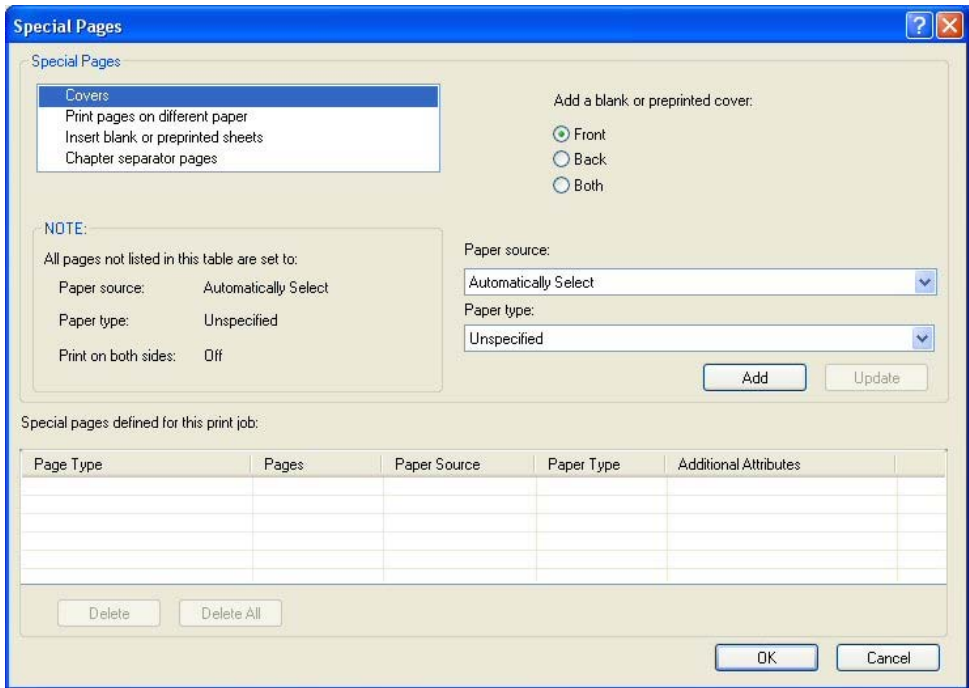 Special Pages
Special Pages
Covers
Print pages on different paper
Insert blank or preprinted sheets
Chapter separator pages
Add a blank or preprinted cover:
Front
Back
Both
NOTE:
All pages not listed in this table are set to:
Paper source: Automatically Select
Paper type: Unspecified
Print on both sides: Off
Paper source:
Automatically Select
Paper type:
Unspecified
Add Update
Special pages defined for this print job:
Page Type Pages Paper Source Paper Type Additional Attributes
Delete Delete All
OK Cancel